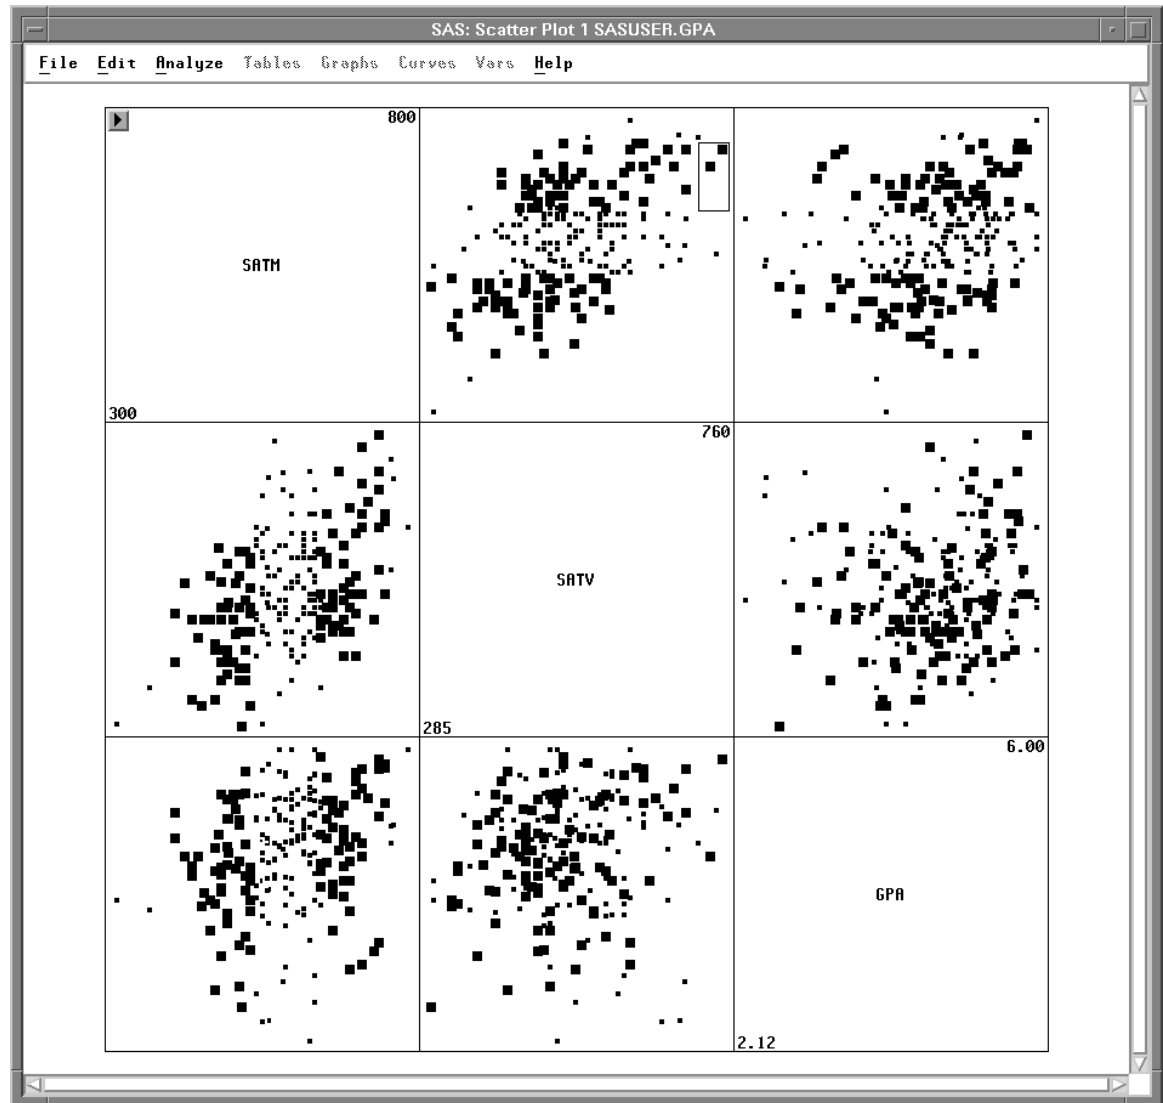 SAS: Scatter Plot 1 SASUSER.GPA
File Edit Analyze Tables Graphs Curves Vars Help
800
SATM
300
760
SATV
285
6.00
GPA
2.12